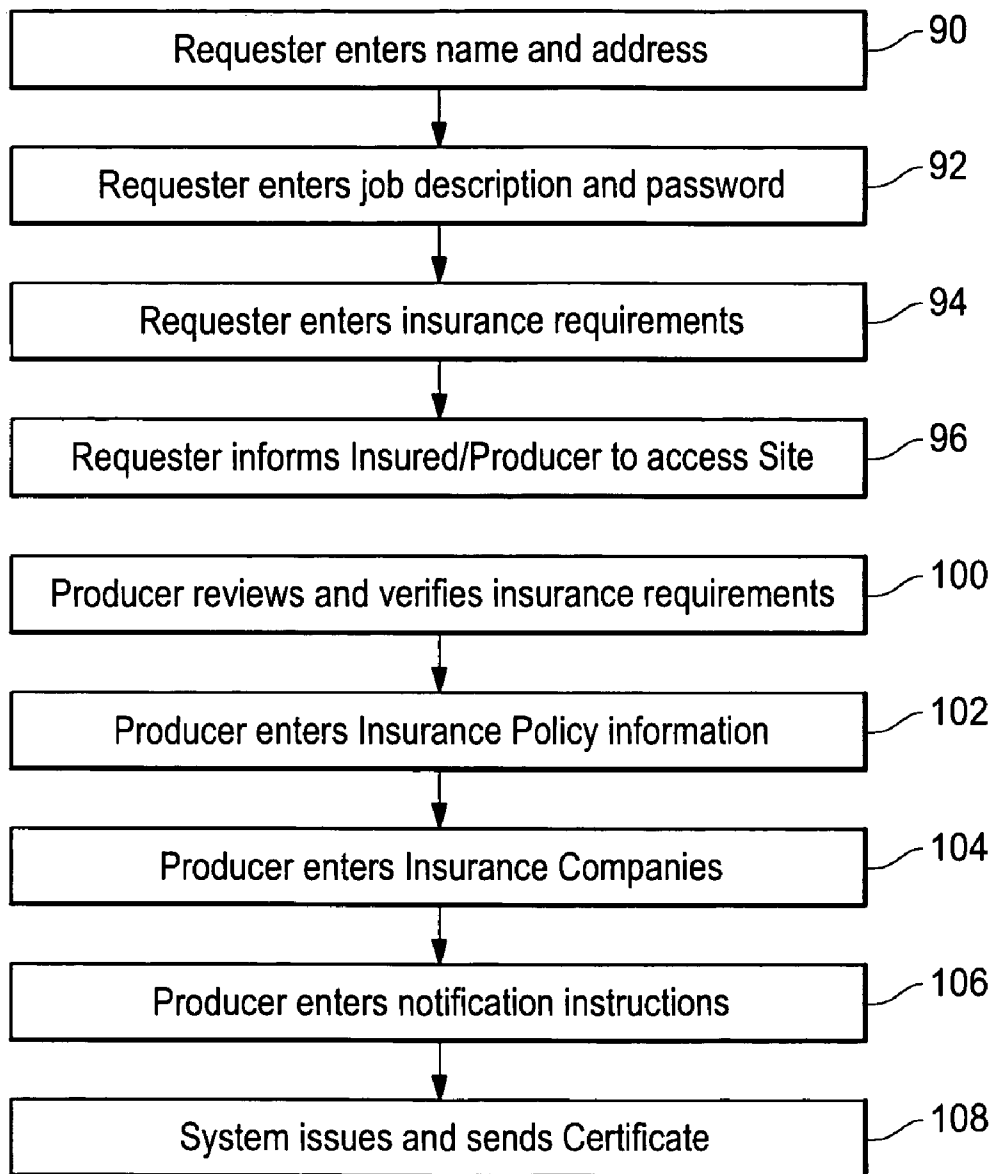 Requester enters name and address 90
Requester enters job description and password 92
Requester enters insurance requirements 94
Requester informs Insured/Producer to access Site 96
Producer reviews and verifies insurance requirements 100
Producer enters Insurance Policy information 102
Producer enters Insurance Companies 104
Producer enters notification instructions 106
System issues and sends Certificate 108